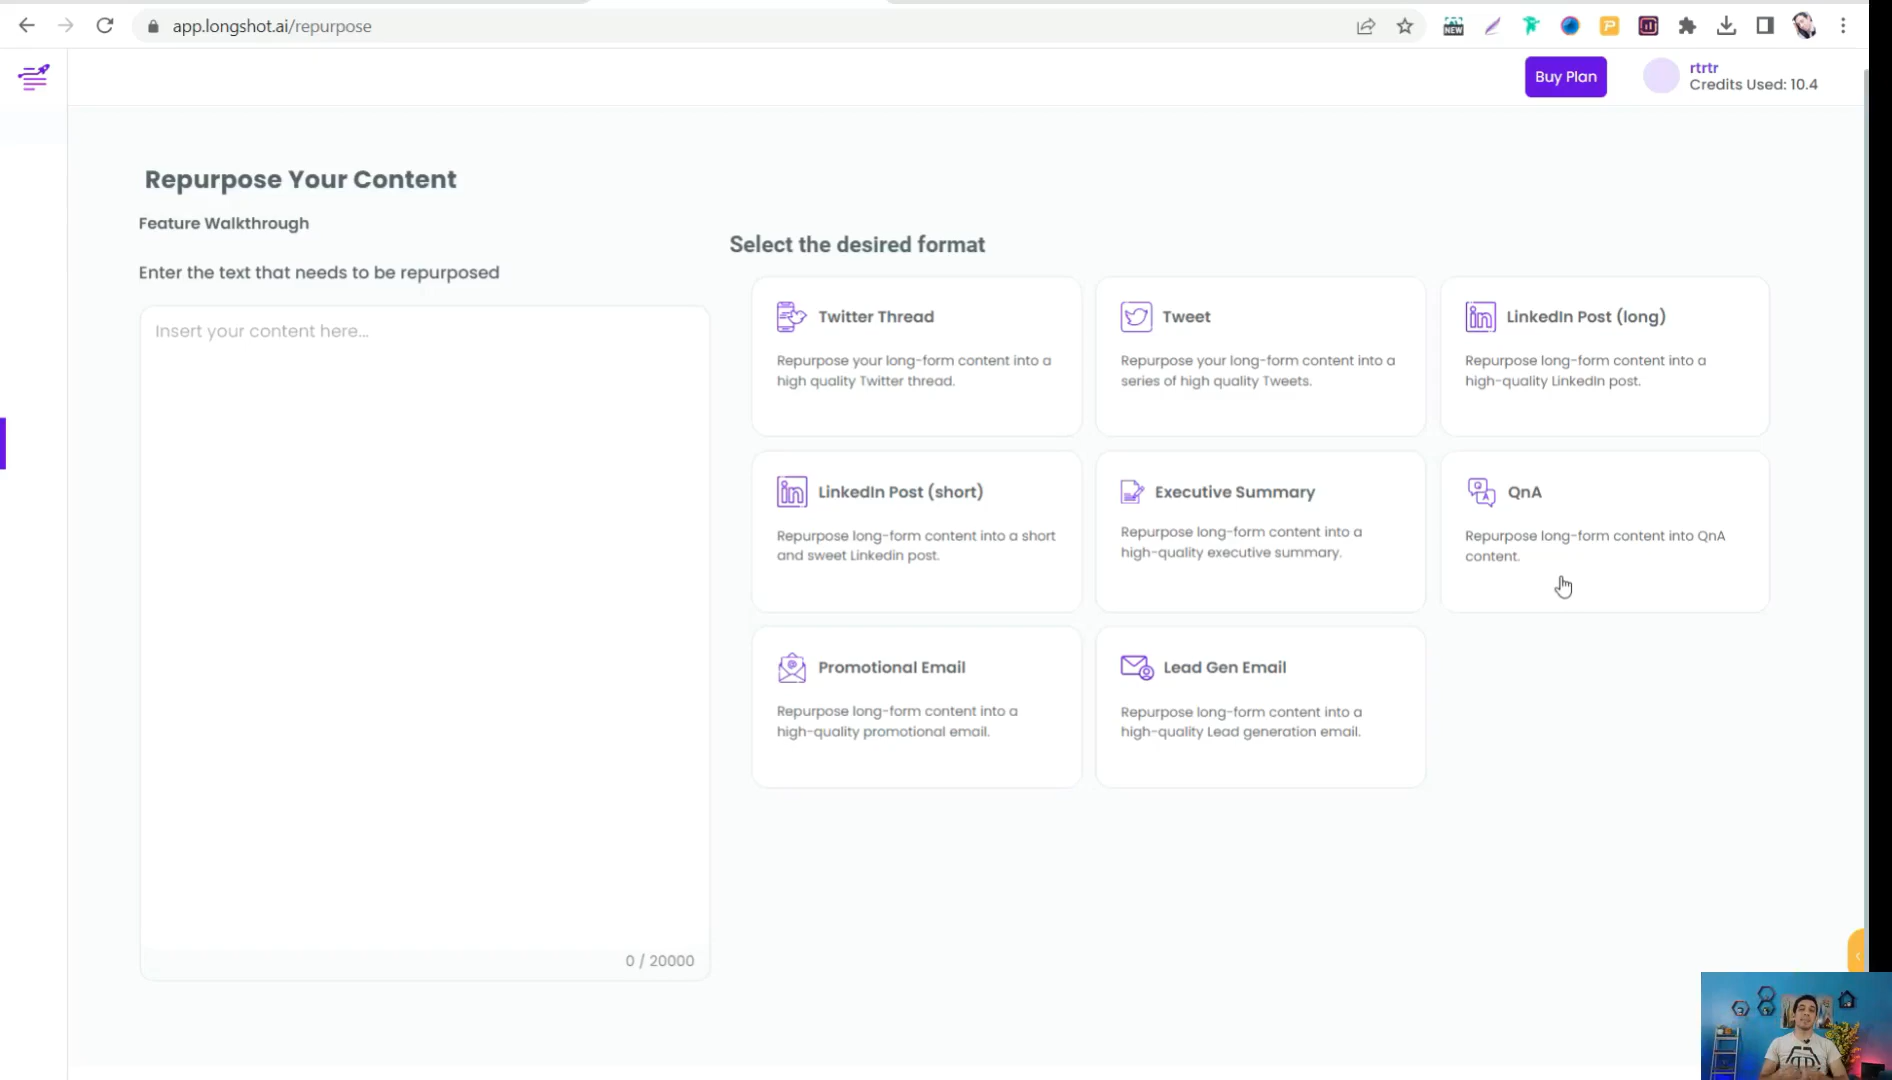 app.longshot.ai/repurpose
NEW
Buy Plan
rtrtr
Credits Used: 10.4
Repurpose Your Content
Feature Walkthrough
Enter the text that needs to be repurposed
Insert your content here...
0 / 20000
Select the desired format
Twitter Thread
Repurpose your long-form content into a
high quality Twitter thread.
Tweet
Repurpose your long-form content into a
series of high quality Tweets.
LinkedIn Post (long)
Repurpose long-form content into a
high-quality LinkedIn post.
LinkedIn Post (short)
Repurpose long-form content into a short
and sweet Linkedin post.
Executive Summary
Repurpose long-form content into a
high-quality executive summary.
QnA
Repurpose long-form content into QnA
content.
Promotional Email
Repurpose long-form content into a
high-quality promotional email.
Lead Gen Email
Repurpose long-form content into a
high-quality Lead generation email.